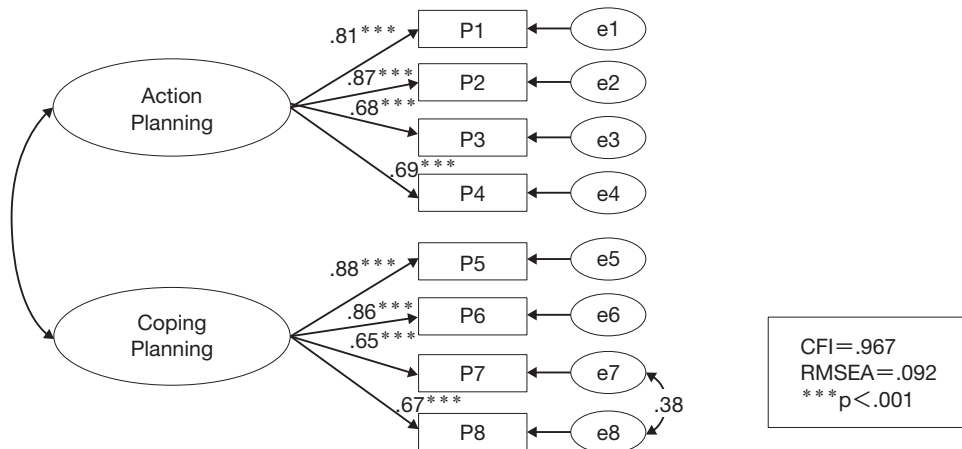 .81*** P1 e1
.87*** P2 e2
Action
Planning
.68*** P3 e3
.69*** P4 e4
.88*** P5 e5
.86*** P6 e6
Coping
Planning
.65*** P7 e7
.38
.67*** P8 e8
CFI=.967
RMSEA=.092
***p<.001